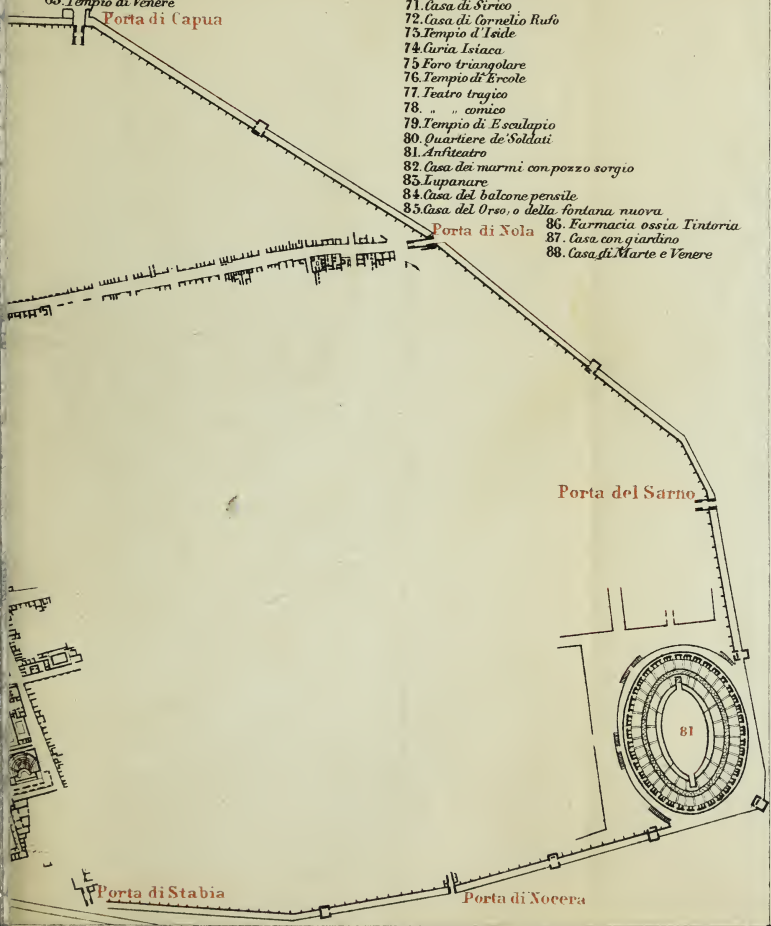 Tempio di Venere
Porta di Capua
71. Casa di Sirico
72. Casa di Cornelio Rufo
73. Tempio d'Iside
74. Curia Isiaca
75 Foro triangolare
76. Tempio di Ercole
77. Teatro tragico
78. „ „ comico
79. Tempio di Esculapio
80. Quartiere de' Soldati
81. Anfiteatro
82. Casa dei marmi con pozzo sorgio
83. Lupanare
84. Casa del balcone pensile
85. Casa del Orso, o della fontana nuova
86. Farmacia ossia Tintoria
87. Casa con giardino
88. Casa di Marte e Venere
Porta di Nola
Porta del Sarno
81
Porta di Stabia
Porta di Nocera